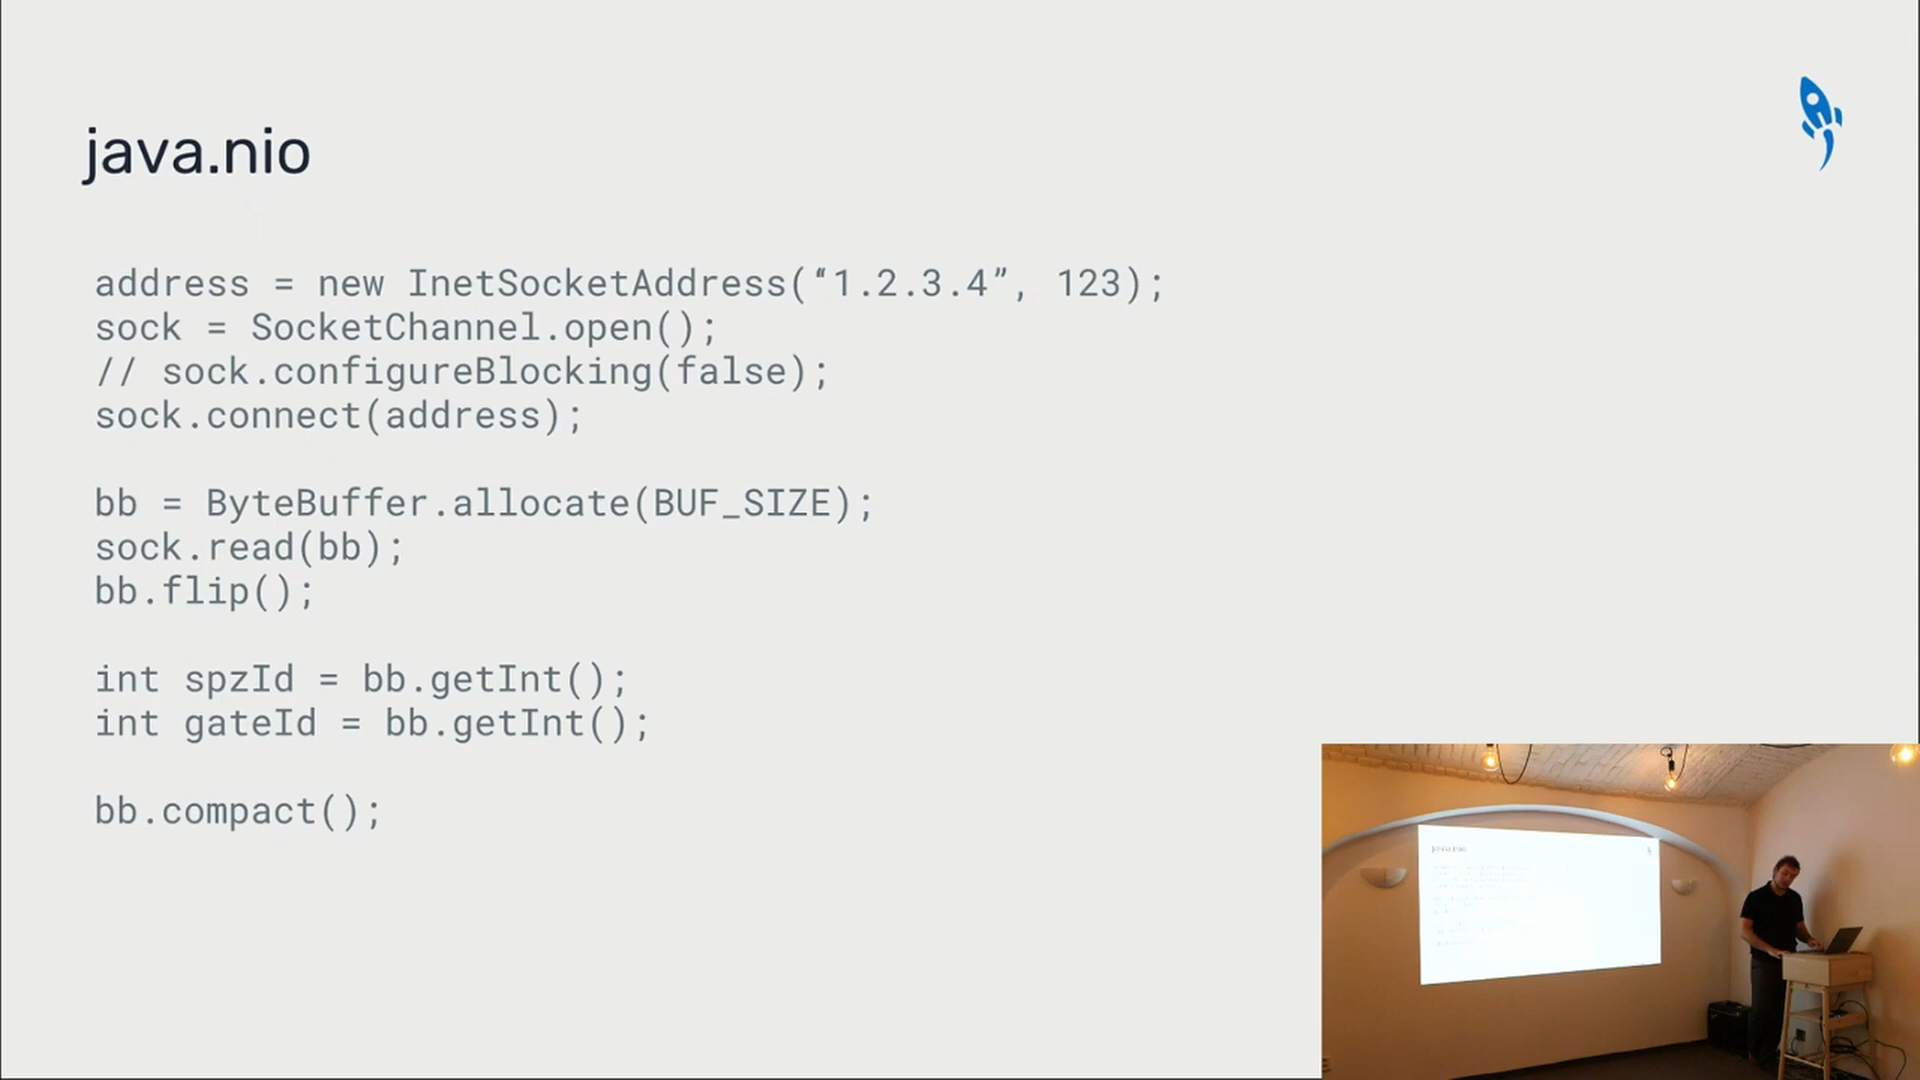 java.nio
address = new InetSocketAddress(“1.2.3.4”, 123);
sock = SocketChannel.open();
// sock.configureBlocking(false);
sock.connect(address);
bb = ByteBuffer.allocate(BUF_SIZE);
sock.read(bb);
bb.flip();
int spzId = bb.getInt();
int gateId = bb.getInt();
bb.compact();
java.nio